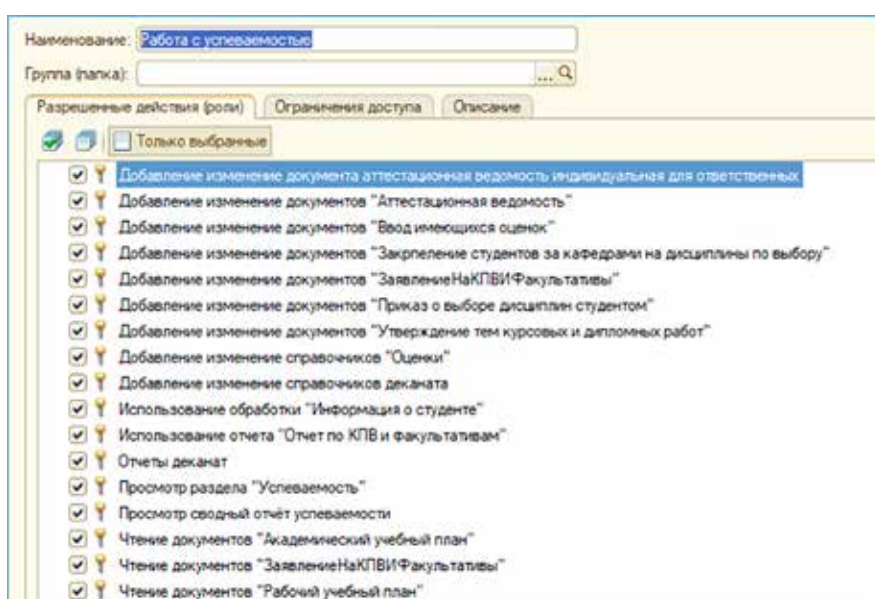 Наименование: Работа с успеваемостью
Группа (папка): ...
Разрешенные действия (роли) Ограничения доступа Описание
Только выбранные
Добавление изменение документа аттестационная ведомость индивидуальная для ответственных
Добавление изменение документов "Аттестационная ведомость"
Добавление изменение документов "Ввод имеющихся оценок"
Добавление изменение документов "Закрпеление студентов за кафедрами на дисциплины по выбору"
Добавление изменение документов "ЗаявлениеНаКПВИФакультативы"
Добавление изменение документов "Приказ о выборе дисциплин студентом"
Добавление изменение документов "Утверждение тем курсовых и дипломных работ"
Добавление изменение справочников "Оценки"
Добавление изменение справочников деканата
Использование обработки "Информация о студенте"
Использование отчета "Отчет по КПВ и факультативам"
Отчеты деканат
Просмотр раздела "Успеваемость"
Просмотр сводный отчёт успеваемости
Чтение документов "Академический учебный план"
Чтение документов "ЗаявлениеНаКПВИФакультативы"
Чтение документов "Рабочий учебный план"